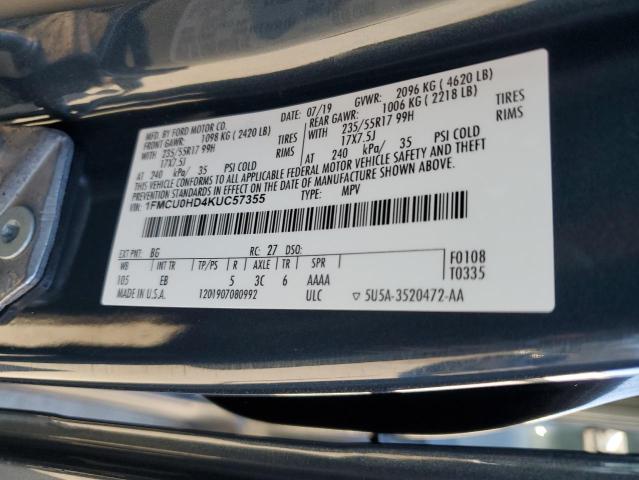 MFD. BY FORD MOTOR CO.
DATE: 07/19 GVWR: 2096 KG ( 4620 LB)
FRONT GAWR: 1098 KG ( 2420 LB) REAR GAWR: 1006 KG ( 2218 LB)
WITH 235/55R17 99H TIRES WITH 235/55R17 99H TIRES
17X7.5J RIMS 17X7.5J RIMS
AT 240 kPa/ 35 PSI COLD AT 240 kPa/ 35 PSI COLD
THIS VEHICLE CONFORMS TO ALL APPLICABLE FEDERAL MOTOR VEHICLE SAFETY AND THEFT
PREVENTION STANDARDS IN EFFECT ON THE DATE OF MANUFACTURE SHOWN ABOVE.
VIN: 1FMCU0HD4KUC57355 TYPE: MPV
EXT PNT: BG RC: 27 DSO: F0108
WB INT TR TP/PS R AXLE TR SPR T0335
105 EB 5 3C 6 AAAA
MADE IN U.S.A. 1201907080992 ULC ▽ 5U5A-3520472-AA